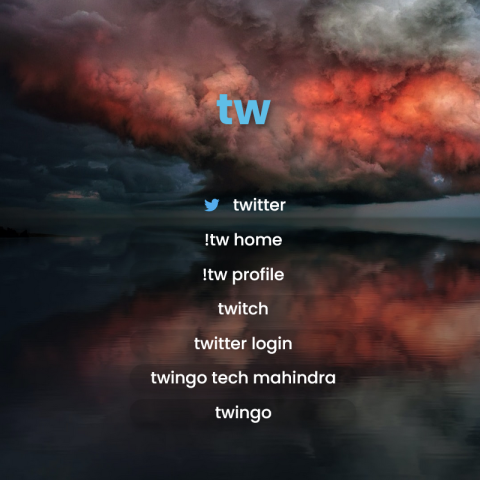 tw
twitter
!tw home
!tw profile
twitch
twitter login
twingo tech mahindra
twingo